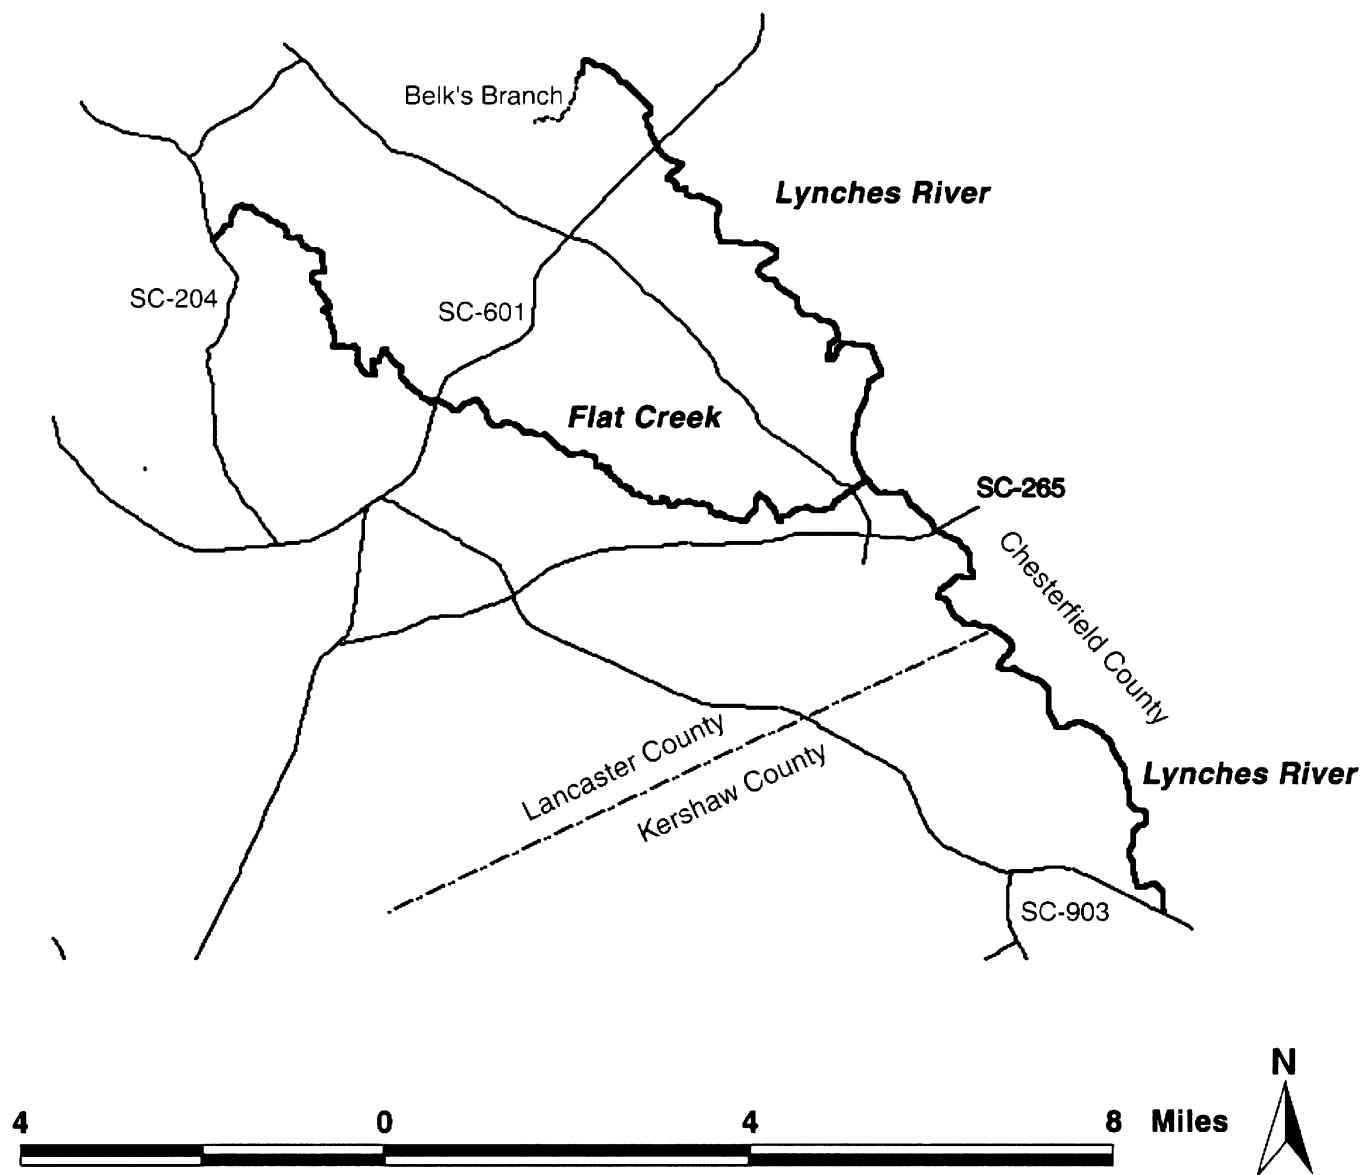 Belk's Branch
Lynches River
SC-204
SC-601
Flat Creek
SC-265
Chesterfield County
Lancaster County
Kershaw County
Lynches River
SC-903
N
4 0 4 8 Miles